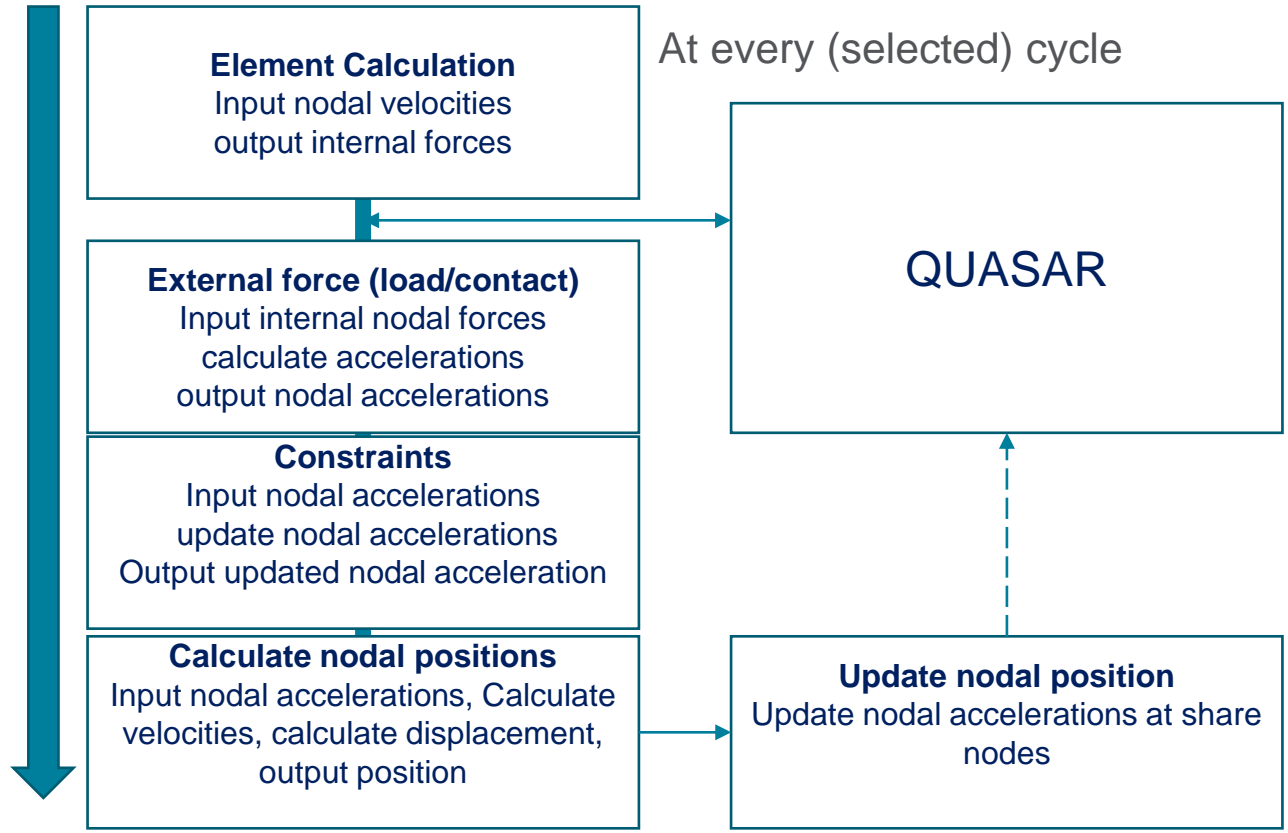 Element Calculation
Input nodal velocities
output internal forces
At every (selected) cycle
QUASAR
External force (load/contact)
Input internal nodal forces
calculate accelerations
output nodal accelerations
Constraints
Input nodal accelerations
update nodal accelerations
Output updated nodal acceleration
Calculate nodal positions
Input nodal accelerations, Calculate
velocities, calculate displacement,
output position
Update nodal position
Update nodal accelerations at share
nodes